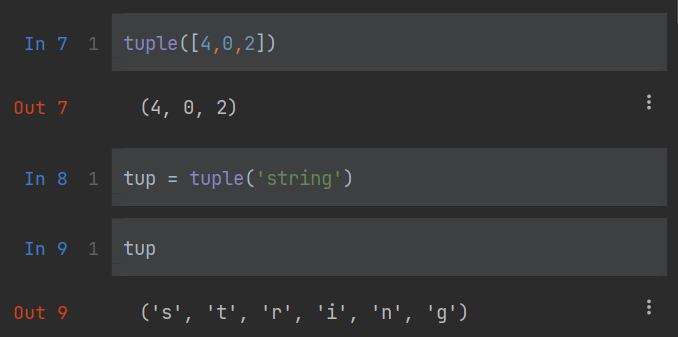 In 7 1 tuple([4,0,2])
Out 7 (4, 0, 2)
In 8 1 tup = tuple('string')
In 9 1 tup
Out 9 ('s', 't', 'r', 'i', 'n', 'g')